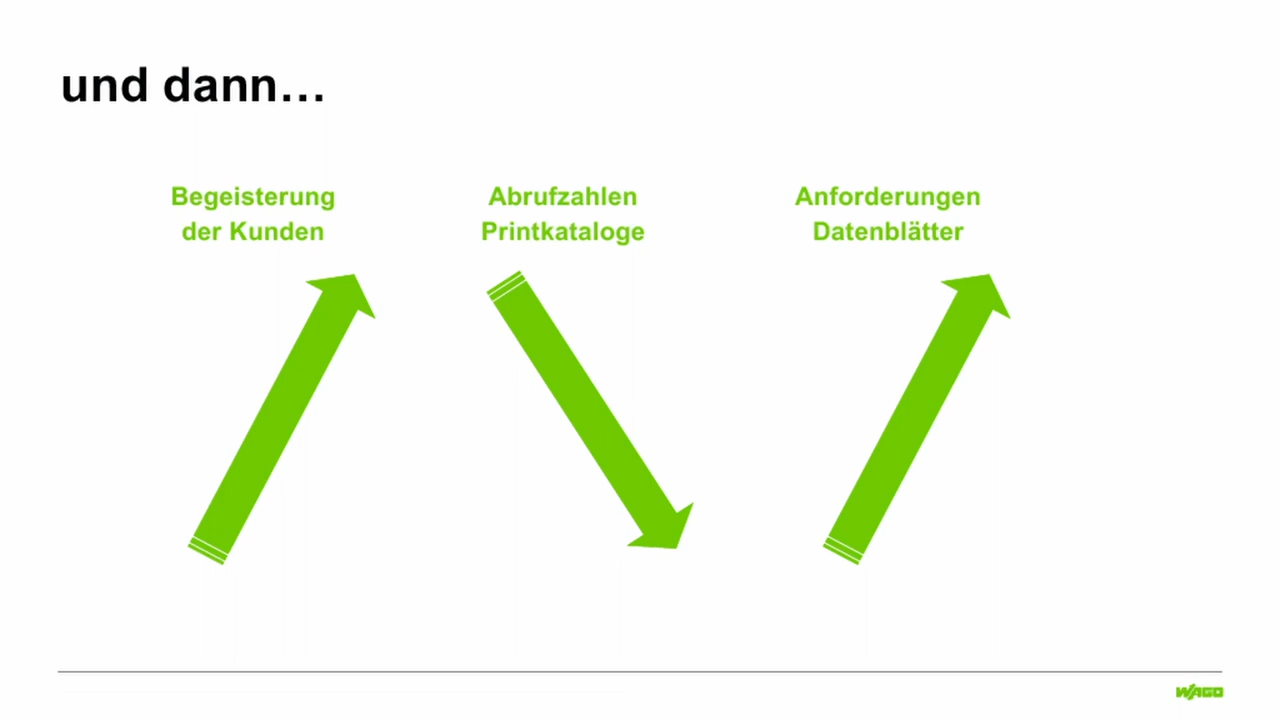 und dann…
Begeisterung
der Kunden
Abrufzahlen
Printkataloge
Anforderungen
Datenblätter
WAGO